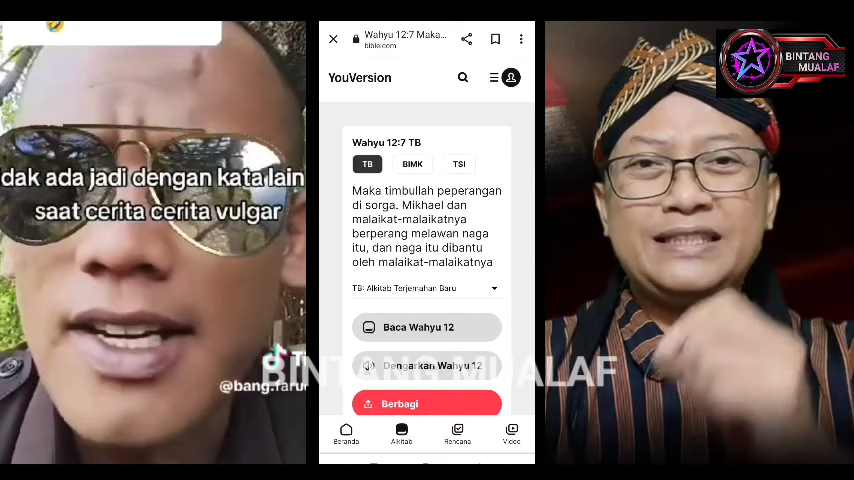 dak ada jadi dengan kata lain
saat cerita cerita vulgar
@bang.faru
Wahyu 12:7 Maka...
bible.com
YouVersion
Wahyu 12:7 TB
TB
BIMK
TSI
Maka timbullah peperangan
di sorga. Mikhael dan
malaikat-malaikatnya
berperang melawan naga
itu, dan naga itu dibantu
oleh malaikat-malaikatnya
TB: Alkitab Terjemahan Baru
Baca Wahyu 12
Dengarkan Wahyu 12
Berbagi
Beranda
Alkitab
Rencana
Video
BINTANG MUALAF
BINTANG
MUALAF